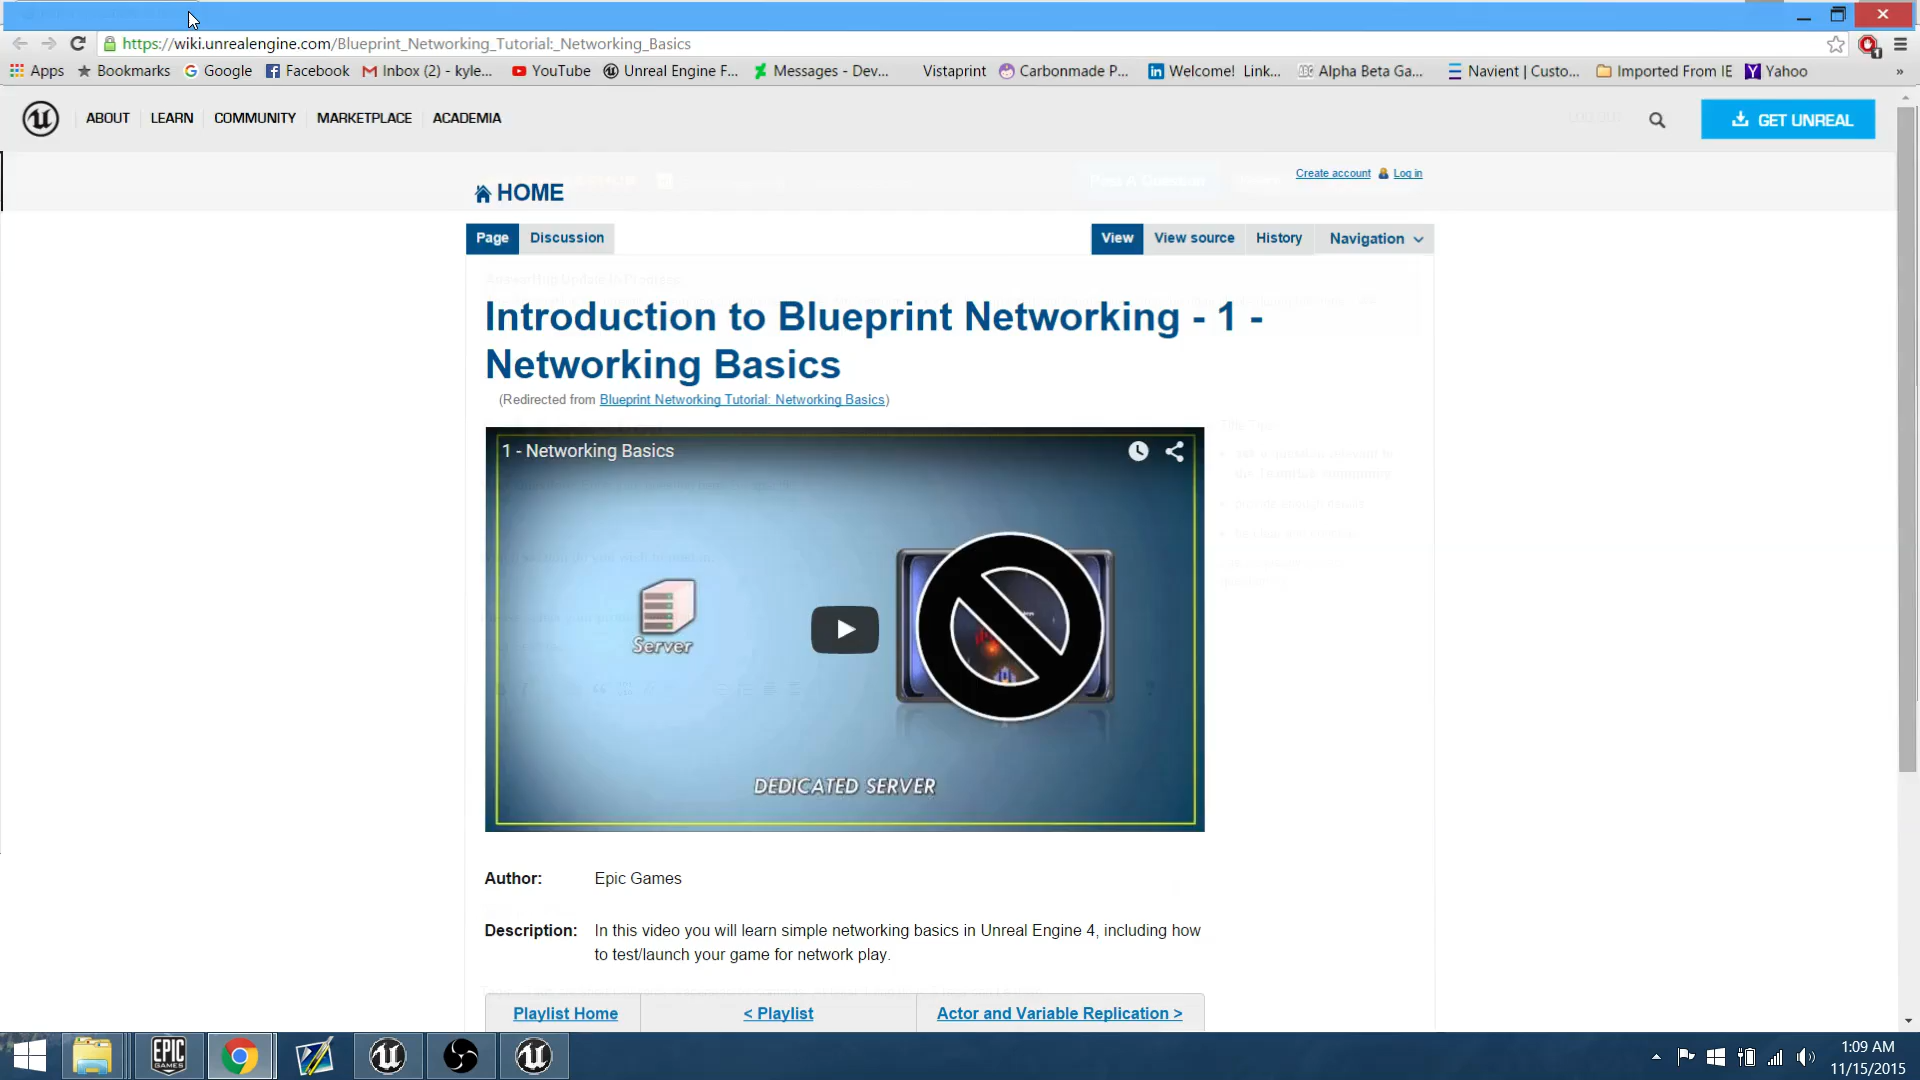 https://wiki.unrealengine.com/Blueprint_Networking_Tutorial:_Networking_Basics
Apps Bookmarks Google Facebook Inbox (2) - kyle... YouTube Unreal Engine F... Messages - Dev... Vistaprint Carbonmade P... Welcome! Link... Alpha Beta Ga... Navient | Custo... Imported From IE Yahoo »
ABOUT LEARN COMMUNITY MARKETPLACE ACADEMIA GET UNREAL
Create account Log in
HOME
Page Discussion View View source History Navigation
Introduction to Blueprint Networking - 1 -
Networking Basics
(Redirected from Blueprint Networking Tutorial: Networking Basics)
1 - Networking Basics
Server
DEDICATED SERVER
Author: Epic Games
Description: In this video you will learn simple networking basics in Unreal Engine 4, including how
to test/launch your game for network play.
Playlist Home < Playlist Actor and Variable Replication >
EPIC
GAMES
1:09 AM
11/15/2015